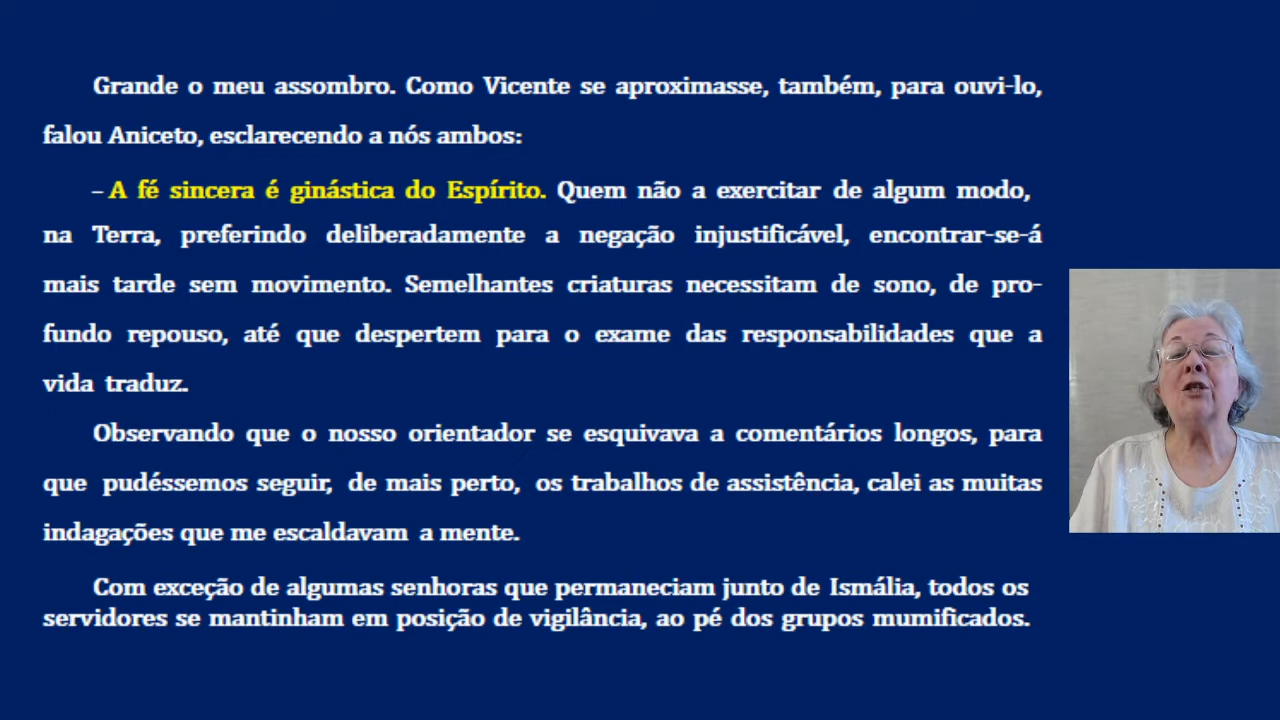 Grande o meu assombro. Como Vicente se aproximasse, também, para ouvi-lo,
falou Aniceto, esclarecendo a nós ambos:
– A fé sincera é ginástica do Espírito. Quem não a exercitar de algum modo,
na Terra, preferindo deliberadamente a negação injustificável, encontrar-se-á
mais tarde sem movimento. Semelhantes criaturas necessitam de sono, de pro-
fundo repouso, até que despertem para o exame das responsabilidades que a
vida traduz.
Observando que o nosso orientador se esquivava a comentários longos, para
que pudéssemos seguir, de mais perto, os trabalhos de assistência, calei as muitas
indagações que me escaldavam a mente.
Com exceção de algumas senhoras que permaneciam junto de Ismália, todos os
servidores se mantinham em posição de vigilância, ao pé dos grupos mumificados.